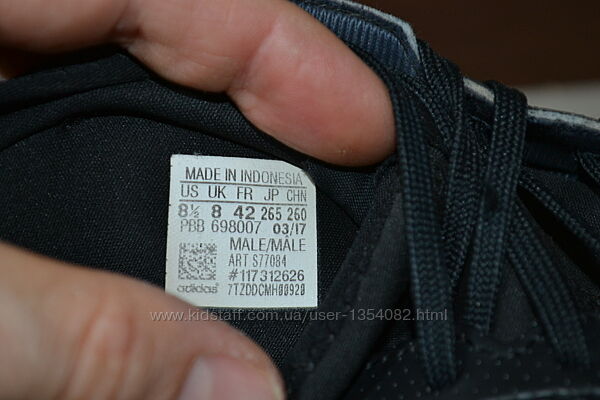 MADE IN INDONESIA
US UK FR JP CHN
8½ 8 42 265 260
PBB 698007 03/17
MALE/MÂLE
ART S77084
#117312626
adidas 7TZDDCMH00920
www.kidstaff.com.ua/user-1354082.html